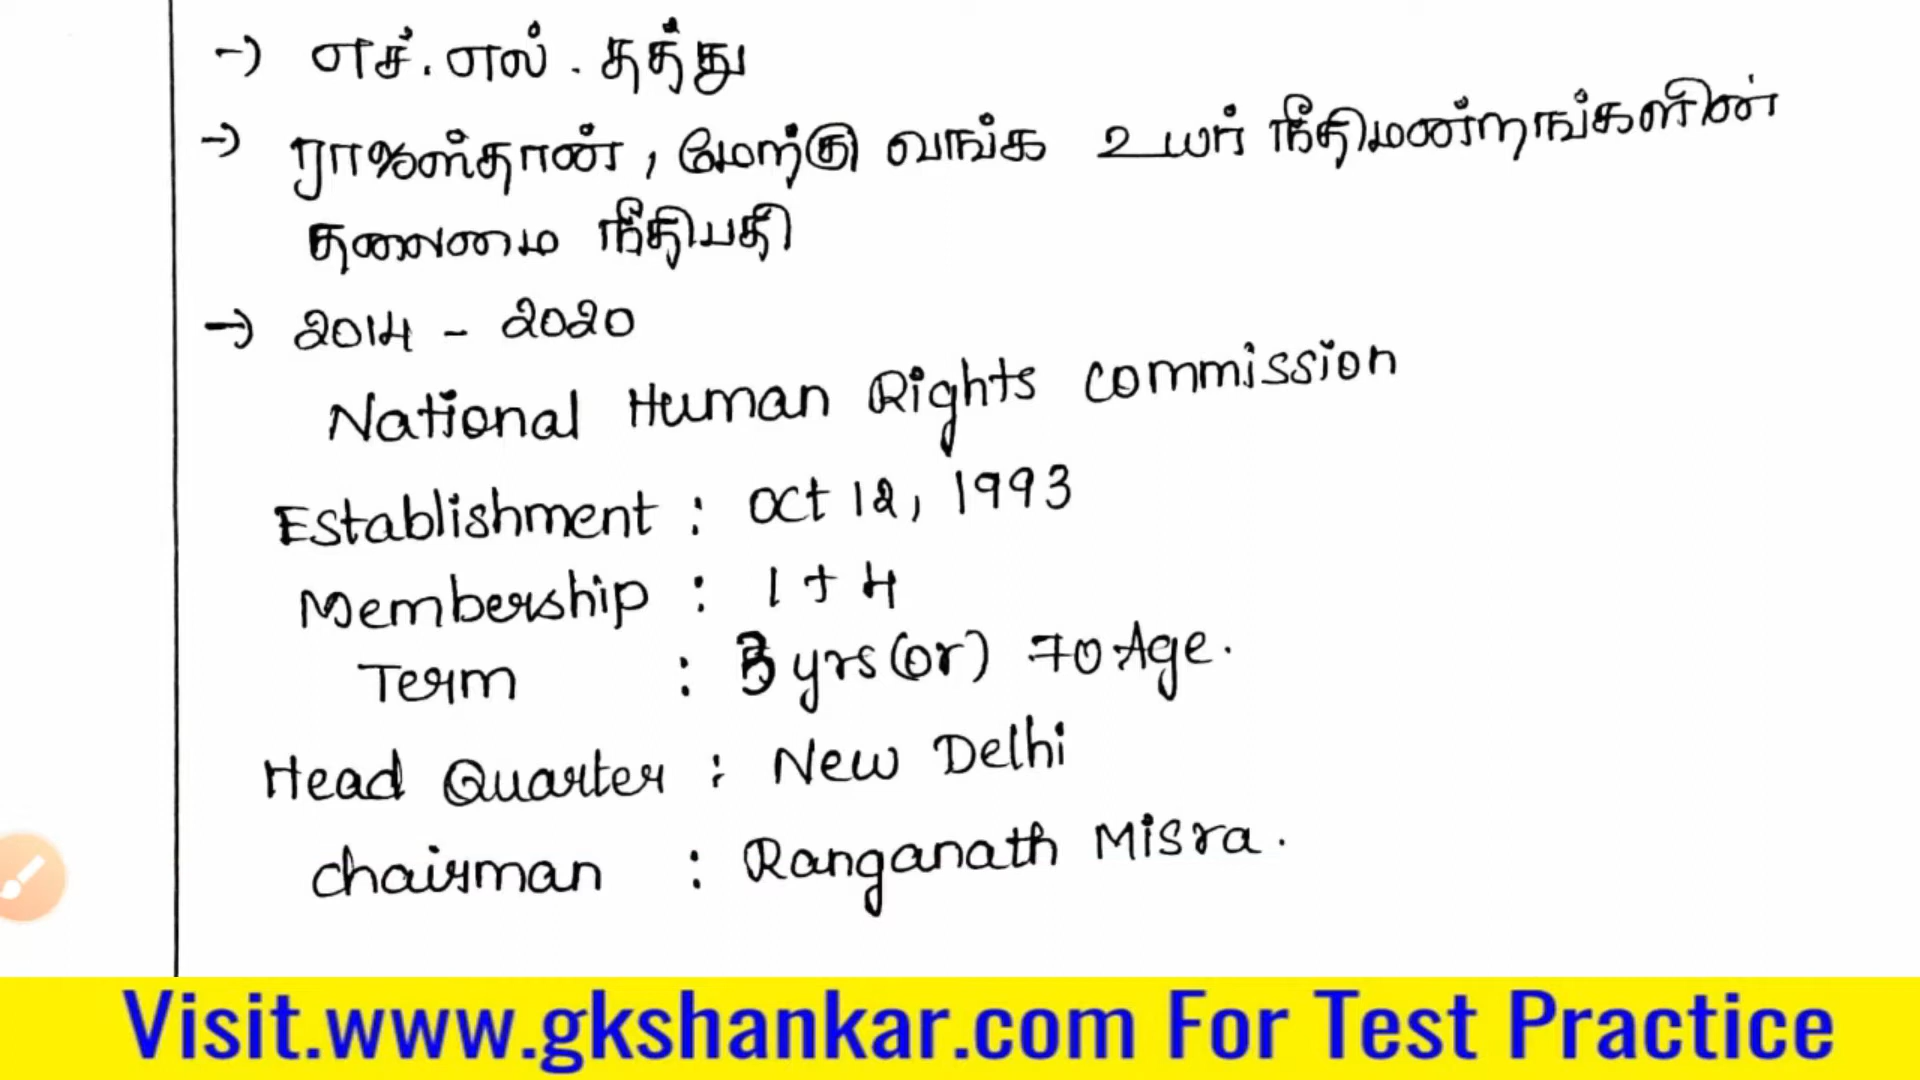 -> எச். எல். தத்து
-> ராஜஸ்தான், மேற்கு வங்க உயர் நீதிமன்றங்களின்
தலைமை நீதிபதி
-> 2014 - 2020
National Human Rights Commission
Establishment : Oct 12, 1993
Membership : 1 + 4
Term : 3 yrs (or) 70 Age.
Head Quarter : New Delhi
Chairman : Ranganath Misra.
Visit.www.gkshankar.com For Test Practice